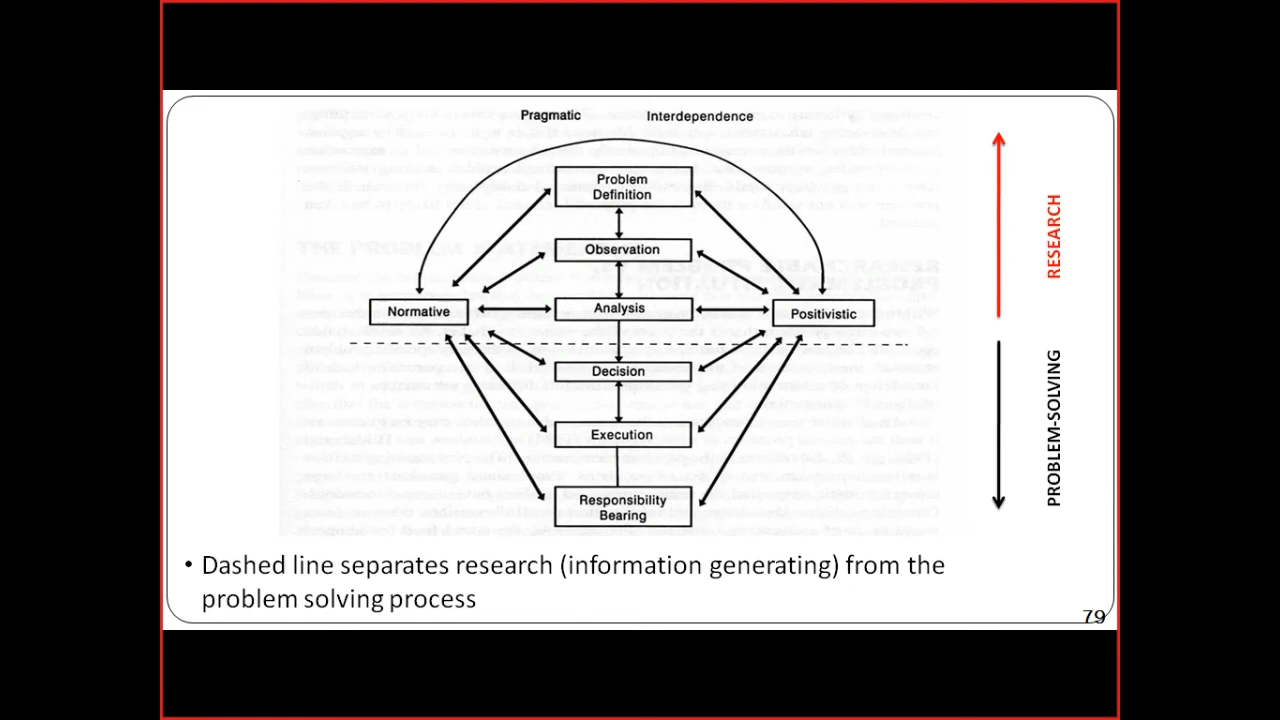 Pragmatic Interdependence
Problem
Definition
Observation
Normative
Analysis
Positivistic
Decision
Execution
Responsibility
Bearing
RESEARCH
PROBLEM-SOLVING
• Dashed line separates research (information generating) from the
problem solving process
79